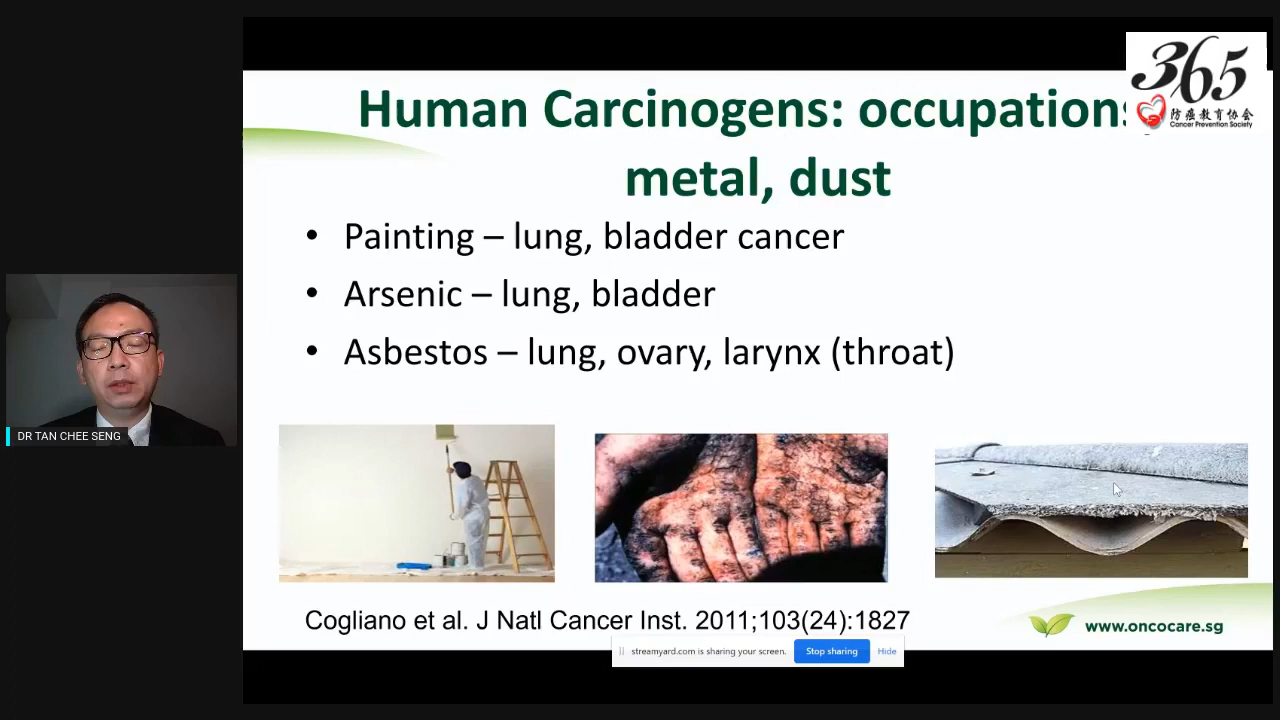 365
防癌教育协会
Cancer Prevention Society
Human Carcinogens: occupations,
metal, dust
• Painting – lung, bladder cancer
• Arsenic – lung, bladder
• Asbestos – lung, ovary, larynx (throat)
DR TAN CHEE SENG
Cogliano et al. J Natl Cancer Inst. 2011;103(24):1827
www.oncocare.sg
streamyard.com is sharing your screen.
Stop sharing
Hide